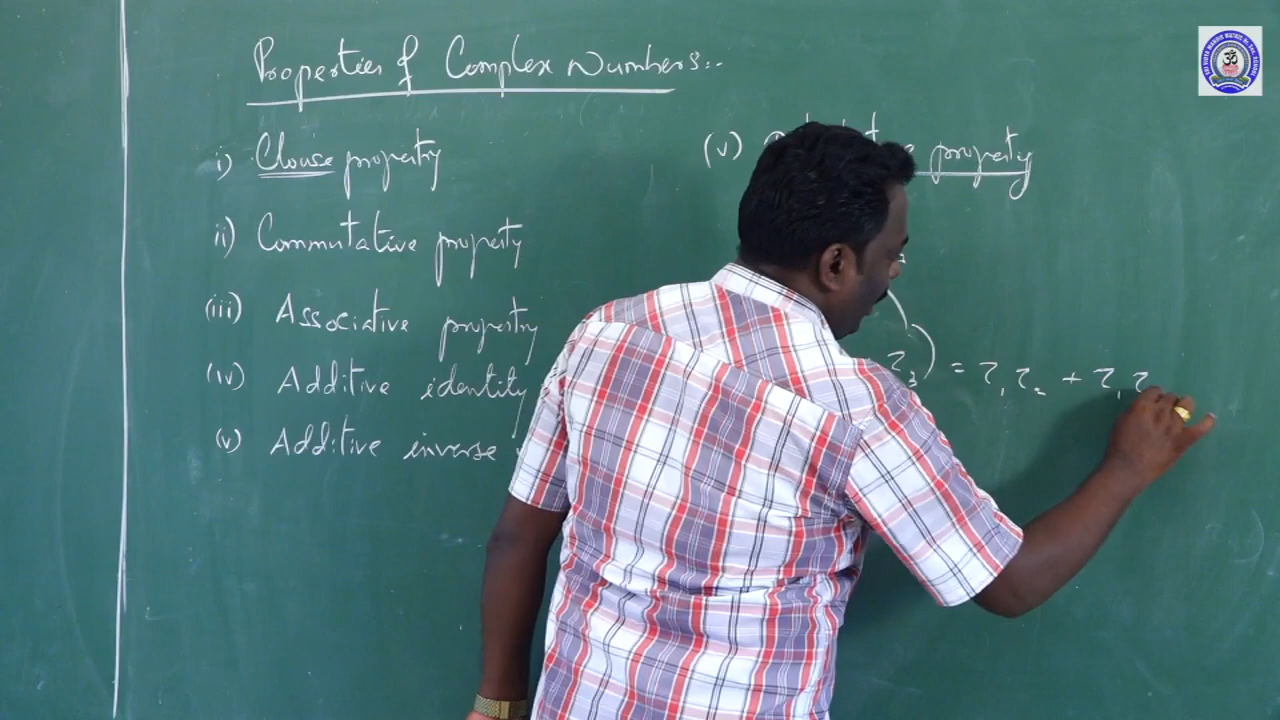 Properties of Complex Numbers:-
i) Clouse property
ii) Commutative property
(iii) Associative property
(iv) Additive identity
(v) Additive inverse
(v) property
z₃) = z₁z₂ + z₁z